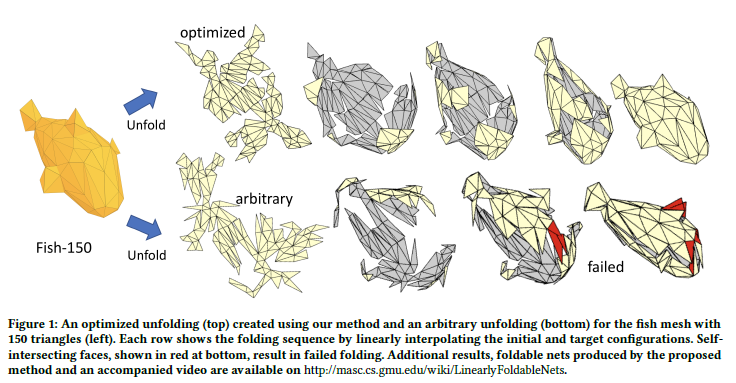 optimized
Unfold
arbitrary
Fish-150
Unfold
failed
Figure 1: An optimized unfolding (top) created using our method and an arbitrary unfolding (bottom) for the fish mesh with
150 triangles (left). Each row shows the folding sequence by linearly interpolating the initial and target configurations. Self-
intersecting faces, shown in red at bottom, result in failed folding. Additional results, foldable nets produced by the proposed
method and an accompanied video are available on http://masc.cs.gmu.edu/wiki/LinearlyFoldableNets.